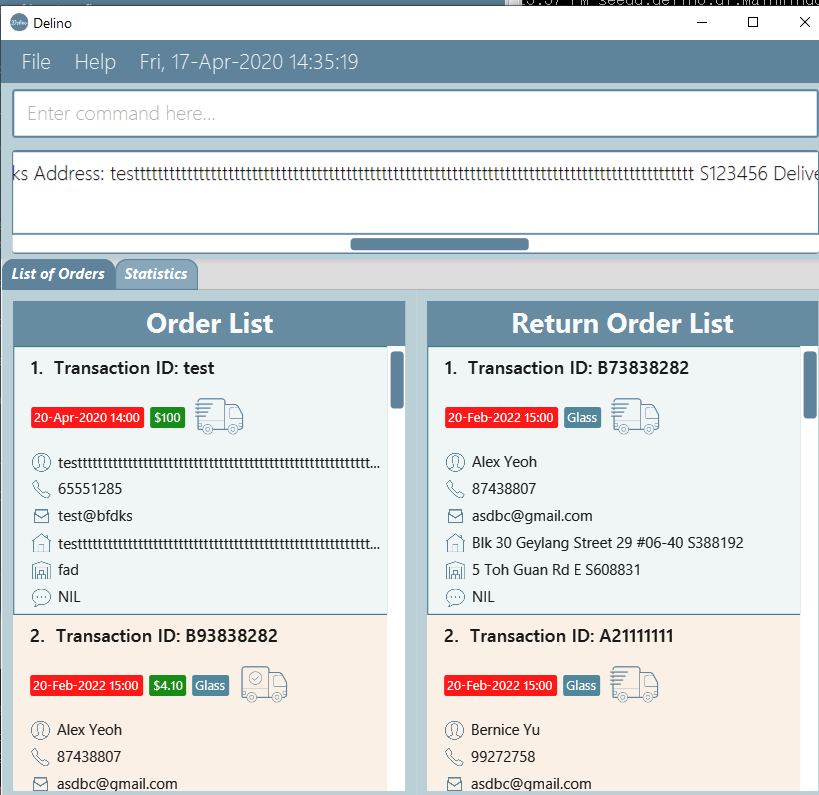 Delino
File Help Fri, 17-Apr-2020 14:35:19
Enter command here...
ks Address: testttttttttttttttttttttttttttttttttttttttttttttttttttttttttttttttttttttttttttttttttttttttttttttttt S123456 Delive
List of Orders Statistics
Order List
1. Transaction ID: test
20-Apr-2020 14:00 $100
testttttttttttttttttttttttttttttttttttttttttttttttttttttttttt...
65551285
test@bfdks
testttttttttttttttttttttttttttttttttttttttttttttttttttttttttt...
fad
NIL
2. Transaction ID: B93838282
20-Feb-2022 15:00 $4.10 Glass
Alex Yeoh
87438807
asdbc@gmail.com
Return Order List
1. Transaction ID: B73838282
20-Feb-2022 15:00 Glass
Alex Yeoh
87438807
asdbc@gmail.com
Blk 30 Geylang Street 29 #06-40 S388192
5 Toh Guan Rd E S608831
NIL
2. Transaction ID: A21111111
20-Feb-2022 15:00 Glass
Bernice Yu
99272758
asdbc@gmail.com